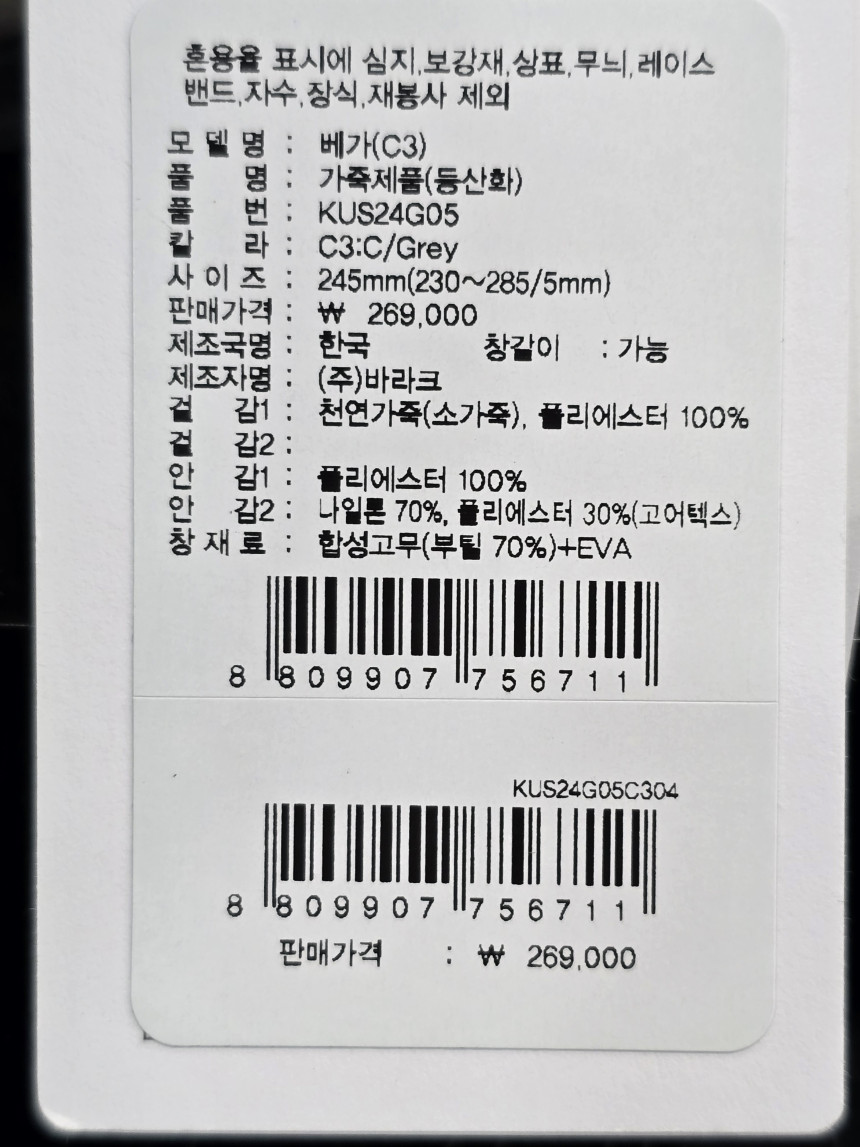 혼용율 표시에 심지,보강재,상표,무늬,레이스
밴드,자수,장식,재봉사 제외
모 델 명 : 베가(C3)
품 명 : 가죽제품(등산화)
품 번 : KUS24G05
칼 라 : C3:C/Grey
사 이 즈 : 245mm(230~285/5mm)
판매가격 : ₩ 269,000
제조국명 : 한국 창갈이 : 가능
제조자명 : (주)바라크
겉 감1 : 천연가죽(소가죽), 폴리에스터 100%
겉 감2 :
안 감1 : 폴리에스터 100%
안 감2 : 나일론 70%, 폴리에스터 30%(고어텍스)
창 재 료 : 합성고무(부틸 70%)+EVA
8 809907 756711
KUS24G05C304
8 809907 756711
판매가격 : ₩ 269,000